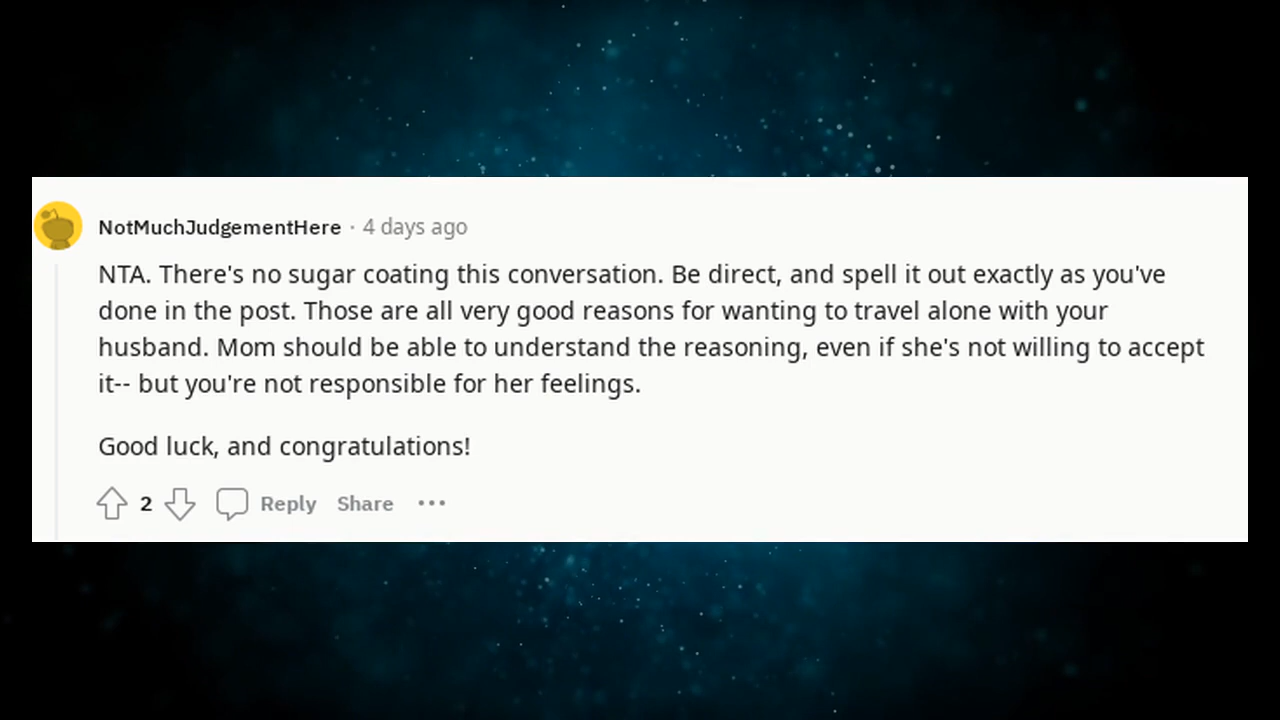 NotMuchJudgementHere · 4 days ago
NTA. There's no sugar coating this conversation. Be direct, and spell it out exactly as you've
done in the post. Those are all very good reasons for wanting to travel alone with your
husband. Mom should be able to understand the reasoning, even if she's not willing to accept
it-- but you're not responsible for her feelings.
Good luck, and congratulations!
2 Reply Share ···